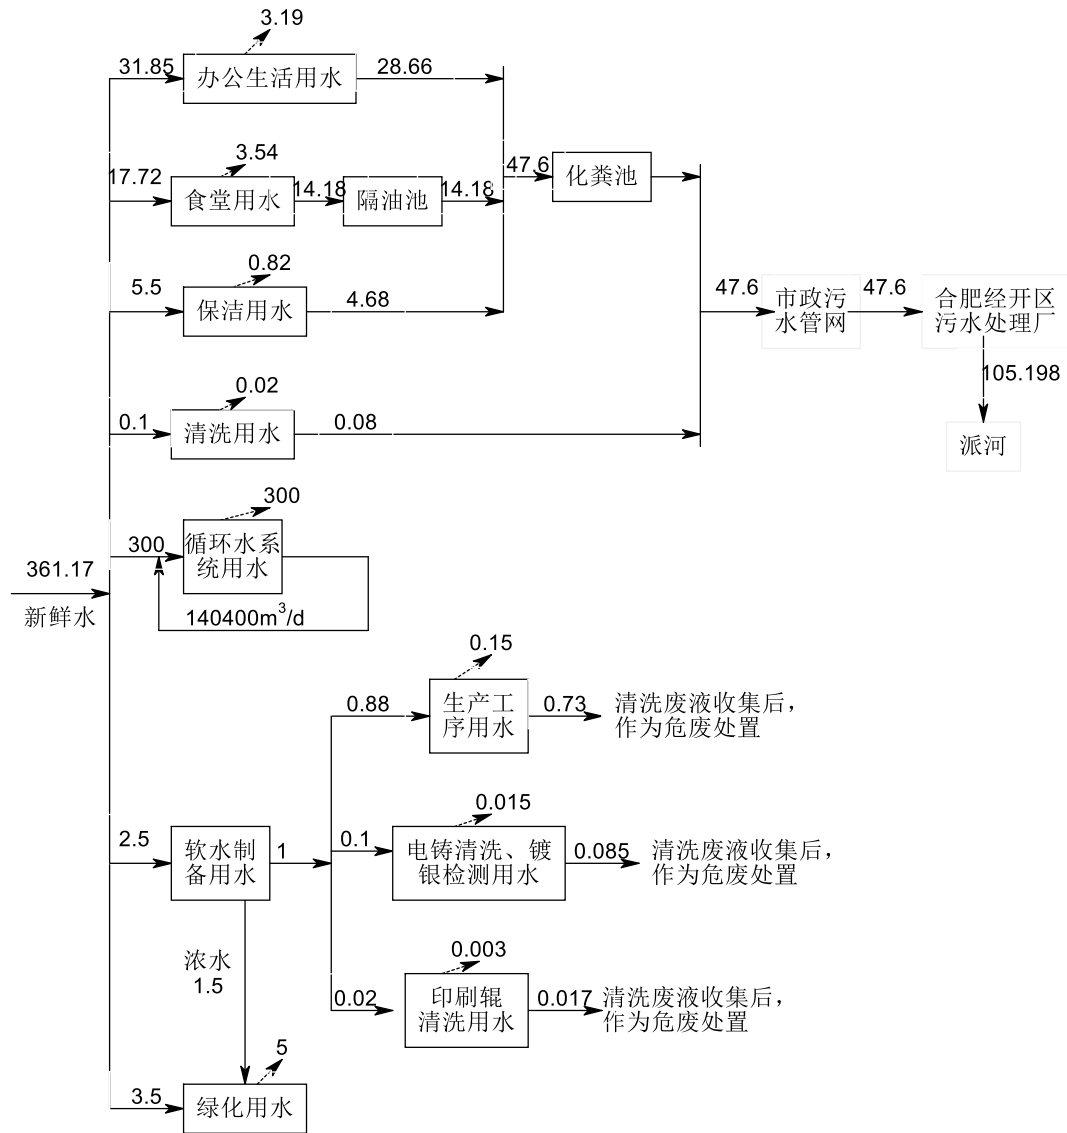 3.19
31.85
办公生活用水
28.66
3.54
17.72
食堂用水
14.18
隔油池
14.18
47.6
化粪池
0.82
5.5
保洁用水
4.68
47.6
市政污
水管网
47.6
合肥经开区
污水处理厂
105.198
派河
0.02
0.1
清洗用水
0.08
300
300
循环水系
统用水
140400m³/d
361.17
新鲜水
0.15
0.88
生产工
序用水
0.73
清洗废液收集后，
作为危废处置
0.015
2.5
软水制
备用水
1
0.1
电铸清洗、镀
银检测用水
0.085
清洗废液收集后，
作为危废处置
浓水
1.5
0.003
0.02
印刷辊
清洗用水
0.017
清洗废液收集后，
作为危废处置
5
3.5
绿化用水